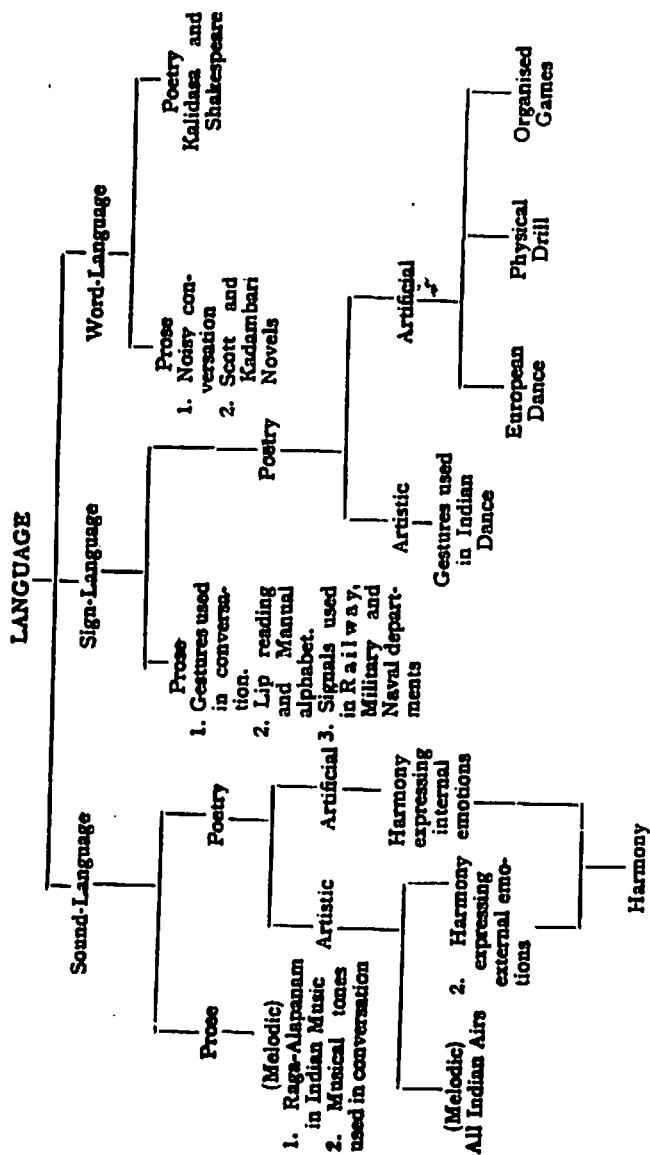 LANGUAGE
Sound-Language
Sign-Language
Word-Language
Prose
(Melodic)
1. Raga-Alapanam
in Indian Music
2. Musical tones
used in conversation
Poetry
Artistic
(Melodic)
All Indian Airs
2. Harmony
expressing
external emo-
tions
Artificial
Harmony
expressing
internal
emotions
Harmony
Prose
1. Gestures used
in conversa-
tion.
2. Lip reading
and Manual
alphabet.
3. Signals used
in Railway,
Military and
Naval depart-
ments
Poetry
Artistic
Gestures used
in Indian
Dance
Artificial
European
Dance
Physical
Drill
Organised
Games
Prose
1. Noisy con-
versation
2. Scott and
Kadambari
Novels
Poetry
Kalidasa and
Shakespeare